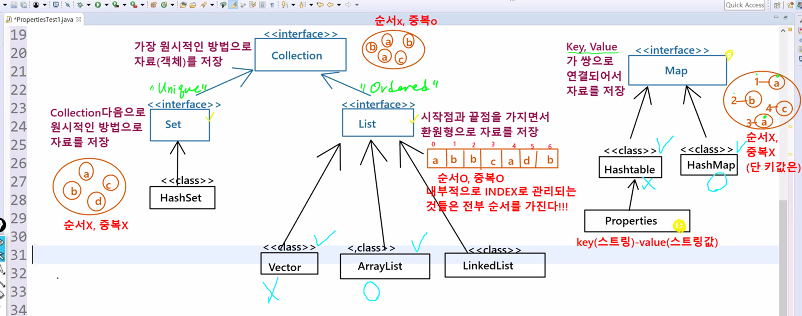 Quick Access
*PropertiesTest1.java
19
20
21
22
23
24
25
26
27
28
29
30
31
32
33
34
순서x, 중복o
<<interface>>
Collection
가장 원시적인 방법으로
자료(객체)를 저장
b a b
a c
"Unique"
"Ordered"
<<interface>>
Set
Collection다음으로
원시적인 방법으로
자료를 저장
a
b c
d
순서X, 중복X
<<class>>
HashSet
<<interface>>
List
시작점과 끝점을 가지면서
환원형으로 자료를 저장
0 1 2 3 4 5 6
a b b c a d b
순서O, 중복O
내부적으로 INDEX로 관리되는
것들은 전부 순서를 가진다!!!
<<class>>
Vector
X
<,class>>
ArrayList
O
<<class>>
LinkedList
Key, Value
가 쌍으로
연결되어서
자료를 저장
<<interface>>
Map
1 a
2 b
4 c
3 a
순서X,
중복X
(단 키값은)
<<class>>
Hashtable
X
<<class>>
HashMap
O
Properties
key(스트링)-value(스트링값)